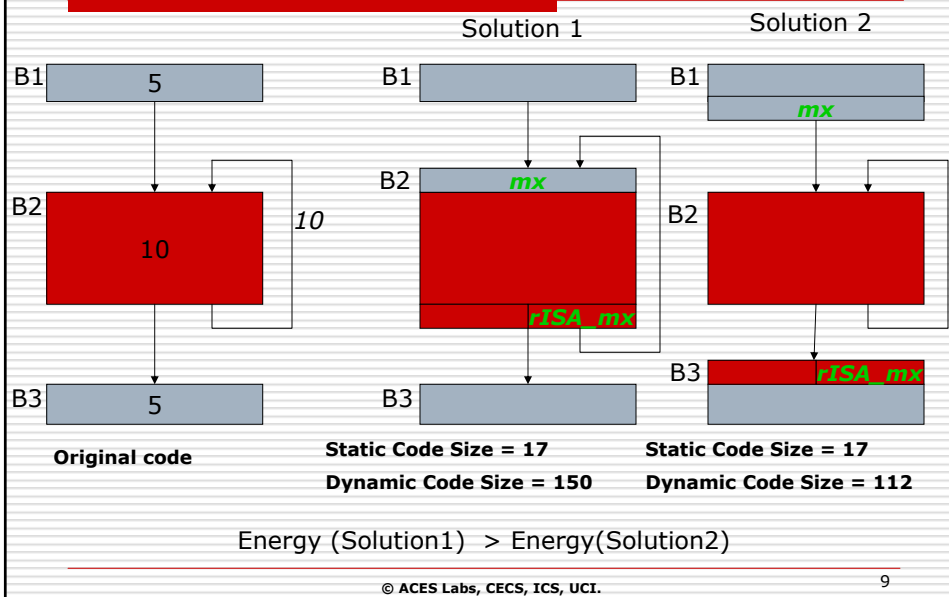 Solution 1
Solution 2
B1
5
B1
B1
mx
B2
mx
B2
10
10
B2
rISA_mx
B3
rISA_mx
B3
5
B3
Original code
Static Code Size = 17
Dynamic Code Size = 150
Static Code Size = 17
Dynamic Code Size = 112
Energy (Solution1) > Energy(Solution2)
© ACES Labs, CECS, ICS, UCI.
9